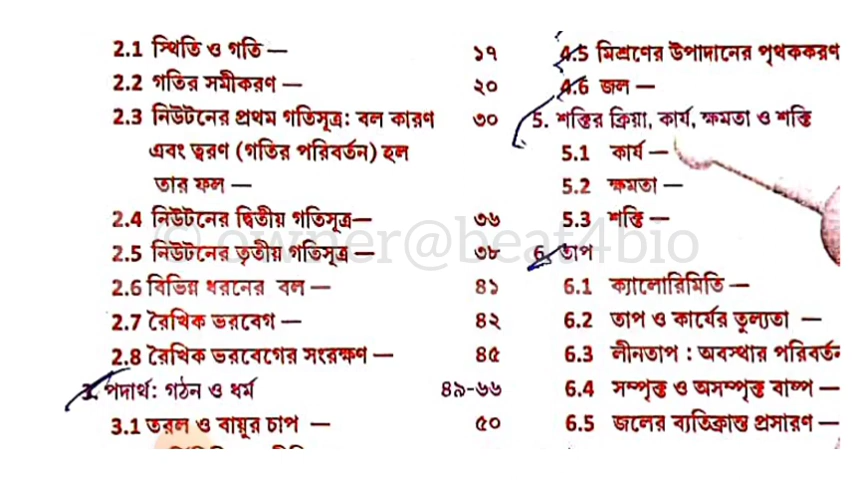 2.1 স্থিতি ও গতি — ১৭
2.2 গতির সমীকরণ — ২০
2.3 নিউটনের প্রথম গতিসূত্র: বল কারণ ৩০
এবং ত্বরণ (গতির পরিবর্তন) হল
তার ফল —
2.4 নিউটনের দ্বিতীয় গতিসূত্র— ৩৬
2.5 নিউটনের তৃতীয় গতিসূত্র— ৩৮
2.6 বিভিন্ন ধরনের বল — ৪১
2.7 রৈখিক ভরবেগ — ৪২
2.8 রৈখিক ভরবেগের সংরক্ষণ — ৪৫
3. পদার্থ: গঠন ও ধর্ম ৪৯-৬৬
3.1 তরল ও বায়ুর চাপ — ৫০
4.5 মিশ্রণের উপাদানের পৃথককরণ
4.6 জল —
5. শক্তির ক্রিয়া, কার্য, ক্ষমতা ও শক্তি
5.1 কার্য —
5.2 ক্ষমতা —
5.3 শক্তি —
6. তাপ
6.1 ক্যালোরিমিতি —
6.2 তাপ ও কার্যের তুল্যতা —
6.3 লীনতাপ : অবস্থার পরিবর্তন
6.4 সম্পৃক্ত ও অসম্পৃক্ত বাষ্প —
6.5 জলের ব্যতিক্রান্ত প্রসারণ —
© owner@beat4bio